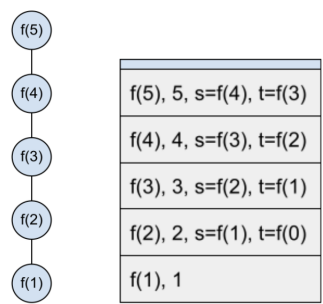 f(5)
f(4)
f(3)
f(2)
f(1)
f(5), 5, s=f(4), t=f(3)
f(4), 4, s=f(3), t=f(2)
f(3), 3, s=f(2), t=f(1)
f(2), 2, s=f(1), t=f(0)
f(1), 1